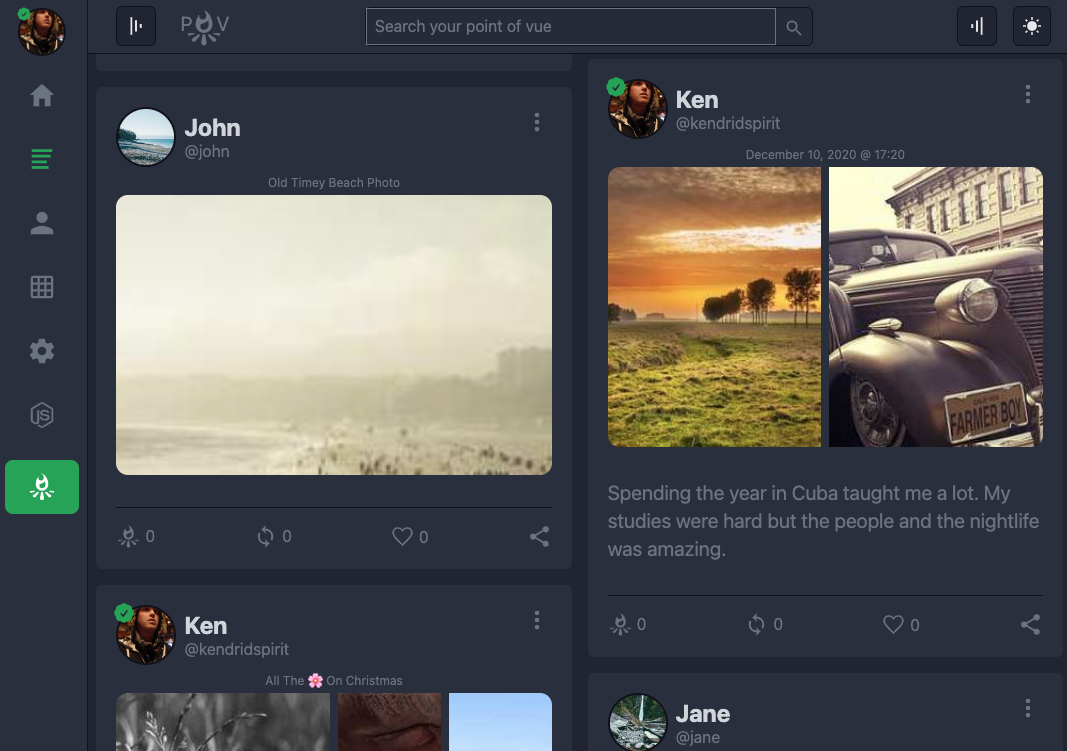 P V
Search your point of vue
John
@john
Old Timey Beach Photo
0
0
0
Ken
@kendridspirit
All The 🌸 On Christmas
Ken
@kendridspirit
December 10, 2020 @ 17:20
FARMER BOY
Spending the year in Cuba taught me a lot. My
studies were hard but the people and the nightlife
was amazing.
0
0
0
Jane
@jane
JS